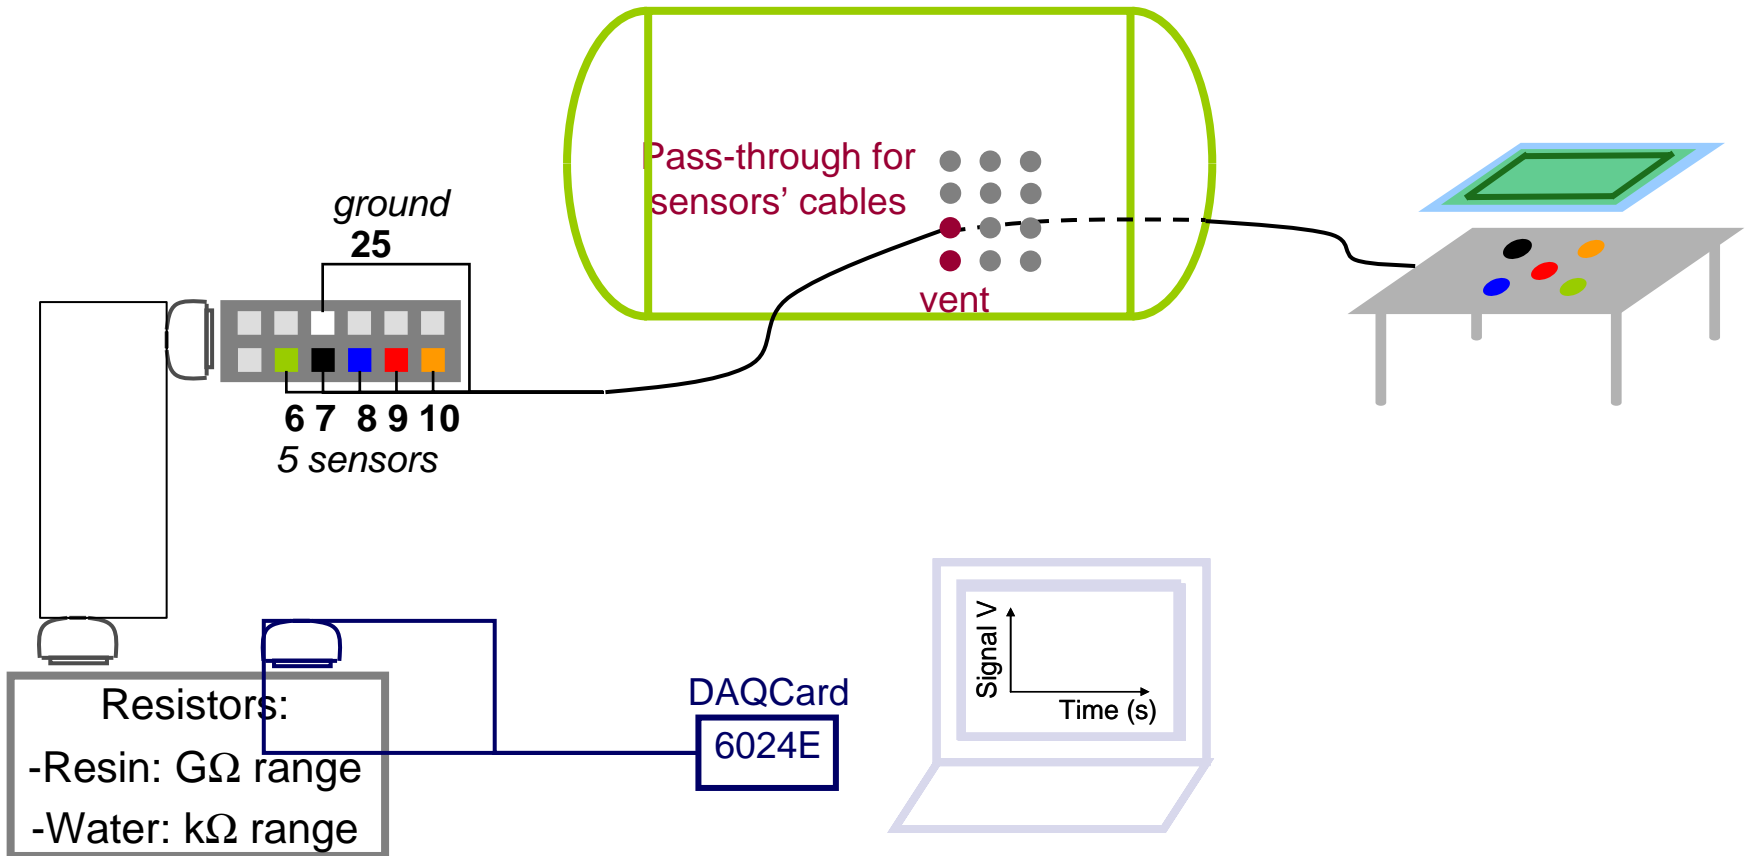 Pass-through for
sensors’ cables
vent
ground
25
6 7 8 9 10
5 sensors
Resistors:
-Resin: GΩ range
-Water: kΩ range
DAQCard
6024E
Signal V
Time (s)